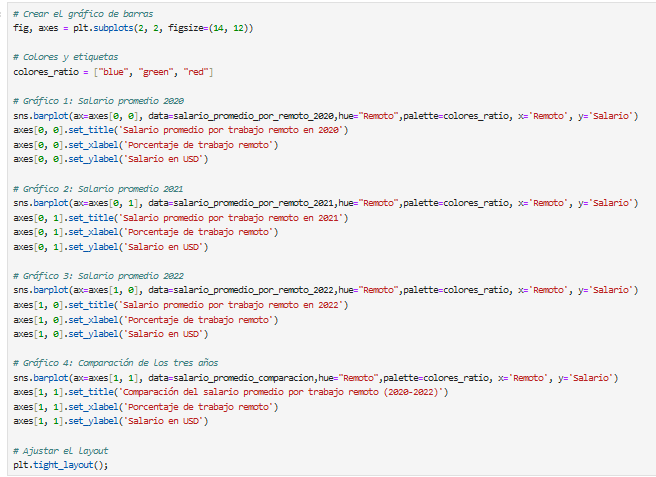 # Crear el gráfico de barras
fig, axes = plt.subplots(2, 2, figsize=(14, 12))
# Colores y etiquetas
colores_ratio = ["blue", "green", "red"]
# Gráfico 1: Salario promedio 2020
sns.barplot(ax=axes[0, 0], data=salario_promedio_por_remoto_2020,hue="Remoto",palette=colores_ratio, x='Remoto', y='Salario')
axes[0, 0].set_title('Salario promedio por trabajo remoto en 2020')
axes[0, 0].set_xlabel('Porcentaje de trabajo remoto')
axes[0, 0].set_ylabel('Salario en USD')
# Gráfico 2: Salario promedio 2021
sns.barplot(ax=axes[0, 1], data=salario_promedio_por_remoto_2021,hue="Remoto",palette=colores_ratio, x='Remoto', y='Salario')
axes[0, 1].set_title('Salario promedio por trabajo remoto en 2021')
axes[0, 1].set_xlabel('Porcentaje de trabajo remoto')
axes[0, 1].set_ylabel('Salario en USD')
# Gráfico 3: Salario promedio 2022
sns.barplot(ax=axes[1, 0], data=salario_promedio_por_remoto_2022,hue="Remoto",palette=colores_ratio, x='Remoto', y='Salario')
axes[1, 0].set_title('Salario promedio por trabajo remoto en 2022')
axes[1, 0].set_xlabel('Porcentaje de trabajo remoto')
axes[1, 0].set_ylabel('Salario en USD')
# Gráfico 4: Comparación de los tres años
sns.barplot(ax=axes[1, 1], data=salario_promedio_comparacion,hue="Remoto",palette=colores_ratio, x='Remoto', y='Salario')
axes[1, 1].set_title('Comparación del salario promedio por trabajo remoto (2020-2022)')
axes[1, 1].set_xlabel('Porcentaje de trabajo remoto')
axes[1, 1].set_ylabel('Salario en USD')
# Ajustar el layout
plt.tight_layout();